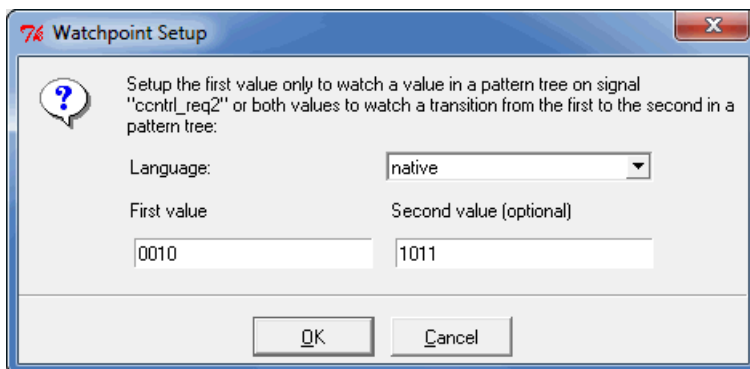 Watchpoint Setup
Setup the first value only to watch a value in a pattern tree on signal
"ccntrl_req2" or both values to watch a transition from the first to the second in a
pattern tree:
Language:
native
First value
Second value (optional)
0010
1011
OK
Cancel